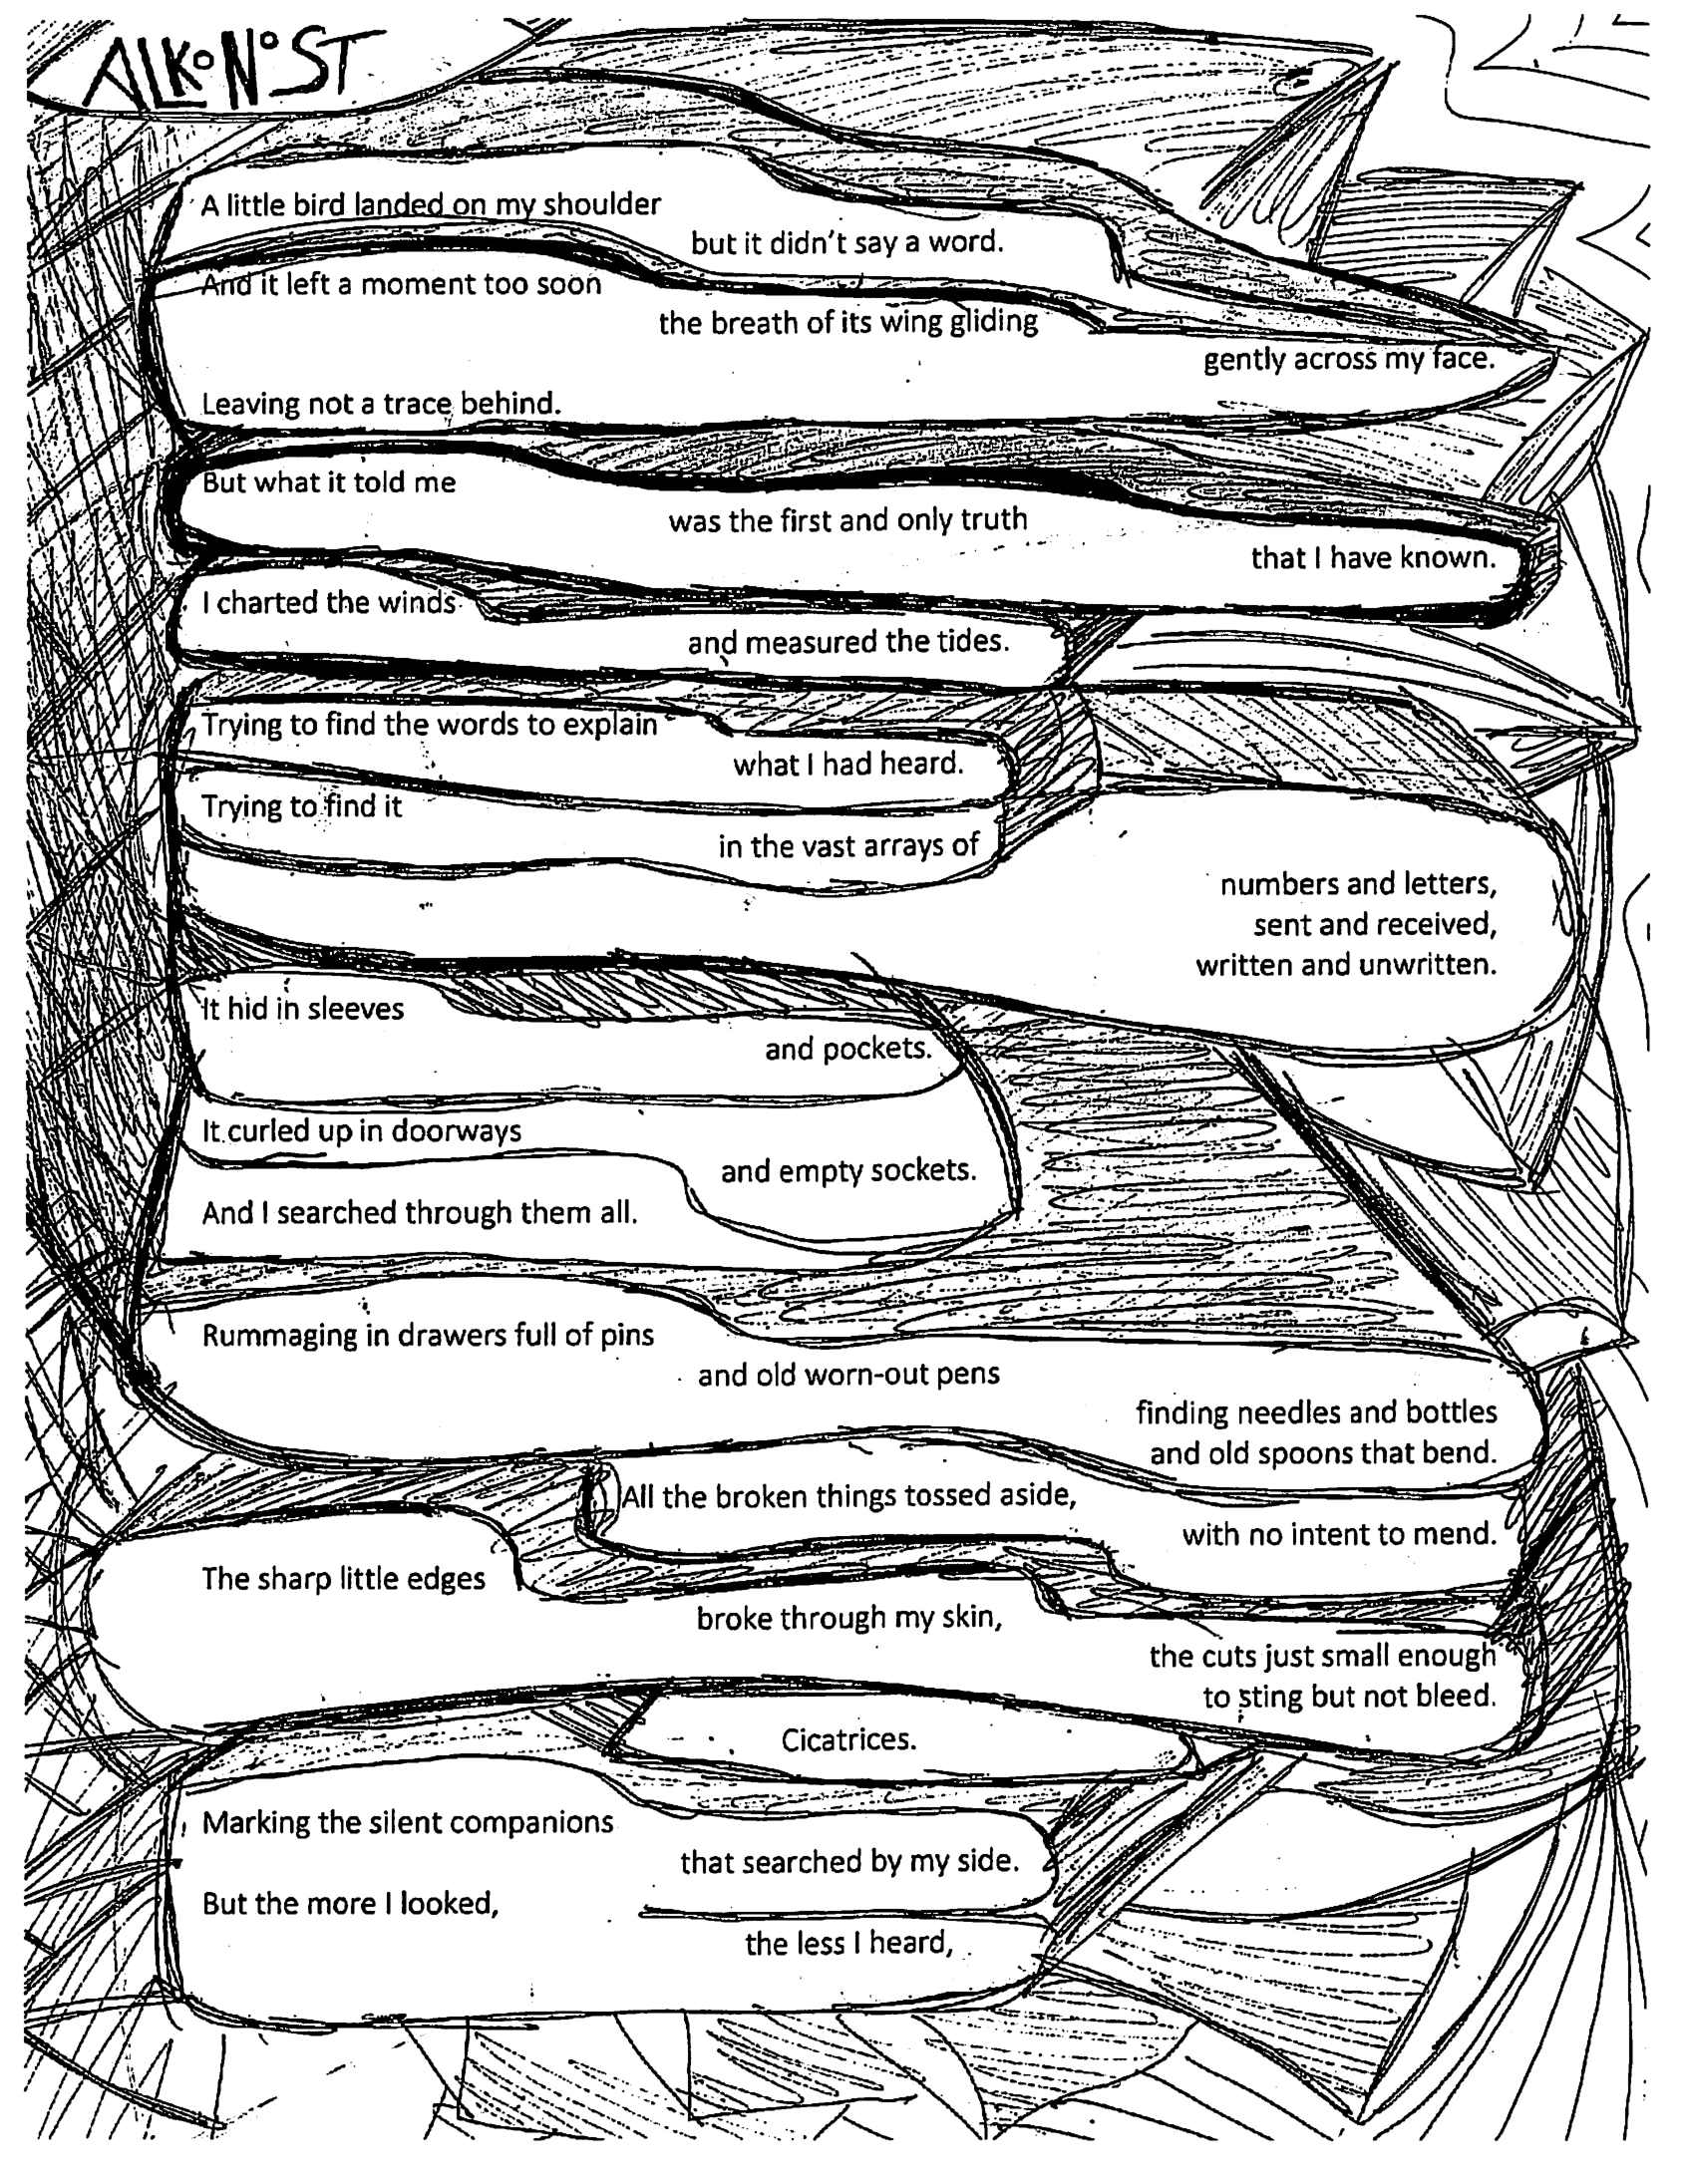 ALKONOST
A little bird landed on my shoulder
but it didn't say a word.
And it left a moment too soon
the breath of its wing gliding
gently across my face.
Leaving not a trace behind.
But what it told me
was the first and only truth
that I have known.
I charted the winds
and measured the tides.
Trying to find the words to explain
what I had heard.
Trying to find it
in the vast arrays of
numbers and letters,
sent and received,
written and unwritten.
It hid in sleeves
and pockets.
It curled up in doorways
and empty sockets.
And I searched through them all.
Rummaging in drawers full of pins
and old worn-out pens
finding needles and bottles
and old spoons that bend.
All the broken things tossed aside,
with no intent to mend.
The sharp little edges
broke through my skin,
the cuts just small enough
to sting but not bleed.
Cicatrices.
Marking the silent companions
that searched by my side.
But the more I looked,
the less I heard,